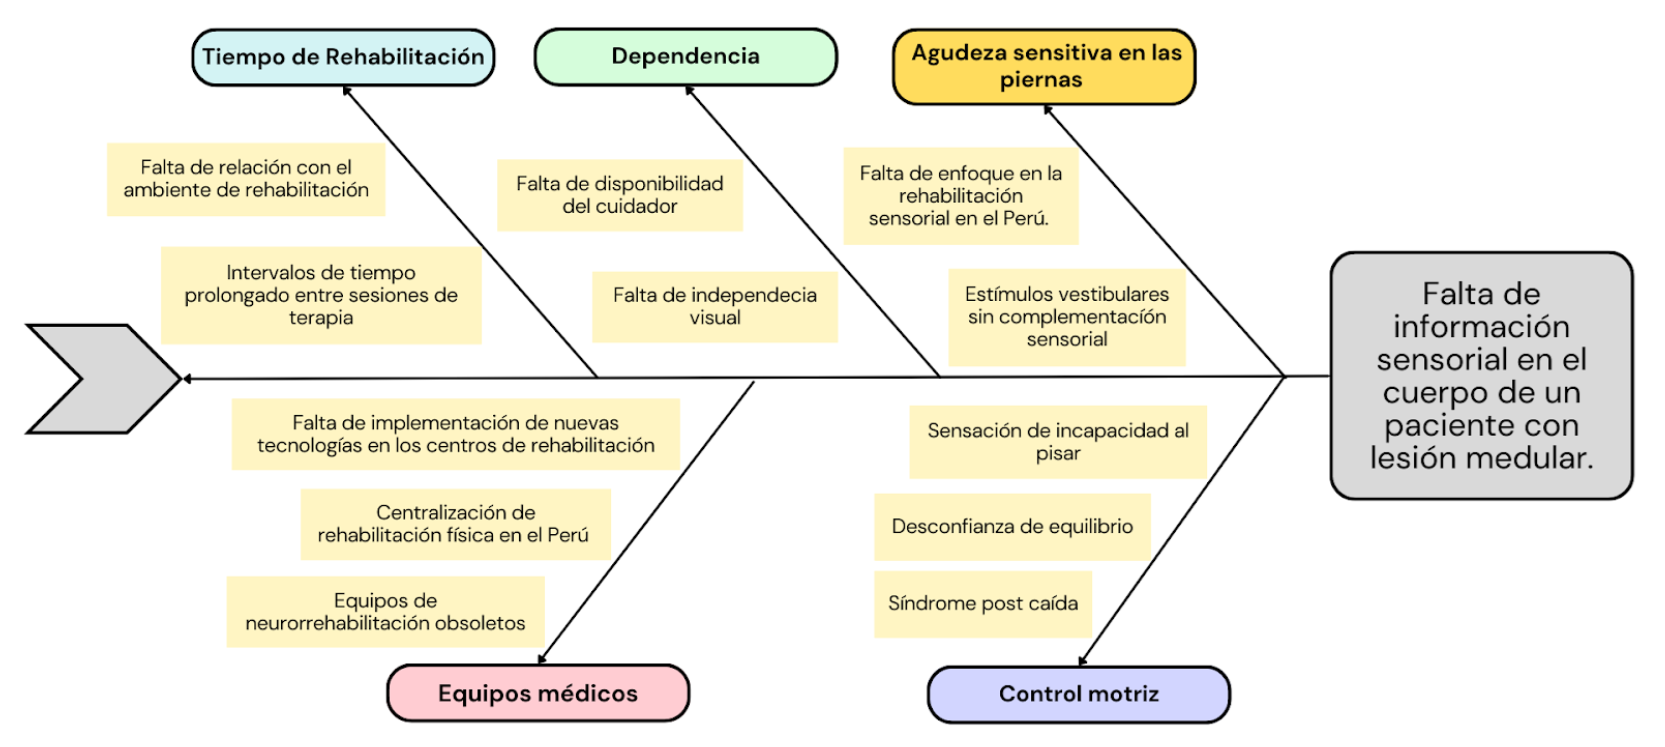 Tiempo de Rehabilitación
Dependencia
Agudeza sensitiva en las
piernas
Falta de relación con el
ambiente de rehabilitación
Intervalos de tiempo
prolongado entre sesiones de
terapia
Falta de disponibilidad
del cuidador
Falta de independecia
visual
Falta de enfoque en la
rehabilitación
sensorial en el Perú.
Estímulos vestibulares
sin complementacíón
sensorial
Falta de
información
sensorial en el
cuerpo de un
paciente con
lesión medular.
Falta de implementación de nuevas
tecnologías en los centros de rehabilitación
Centralización de
rehabilitación física en el Perú
Equipos de
neurorrehabilitación obsoletos
Equipos médicos
Sensación de incapacidad al
pisar
Desconfianza de equilibrio
Síndrome post caída
Control motriz